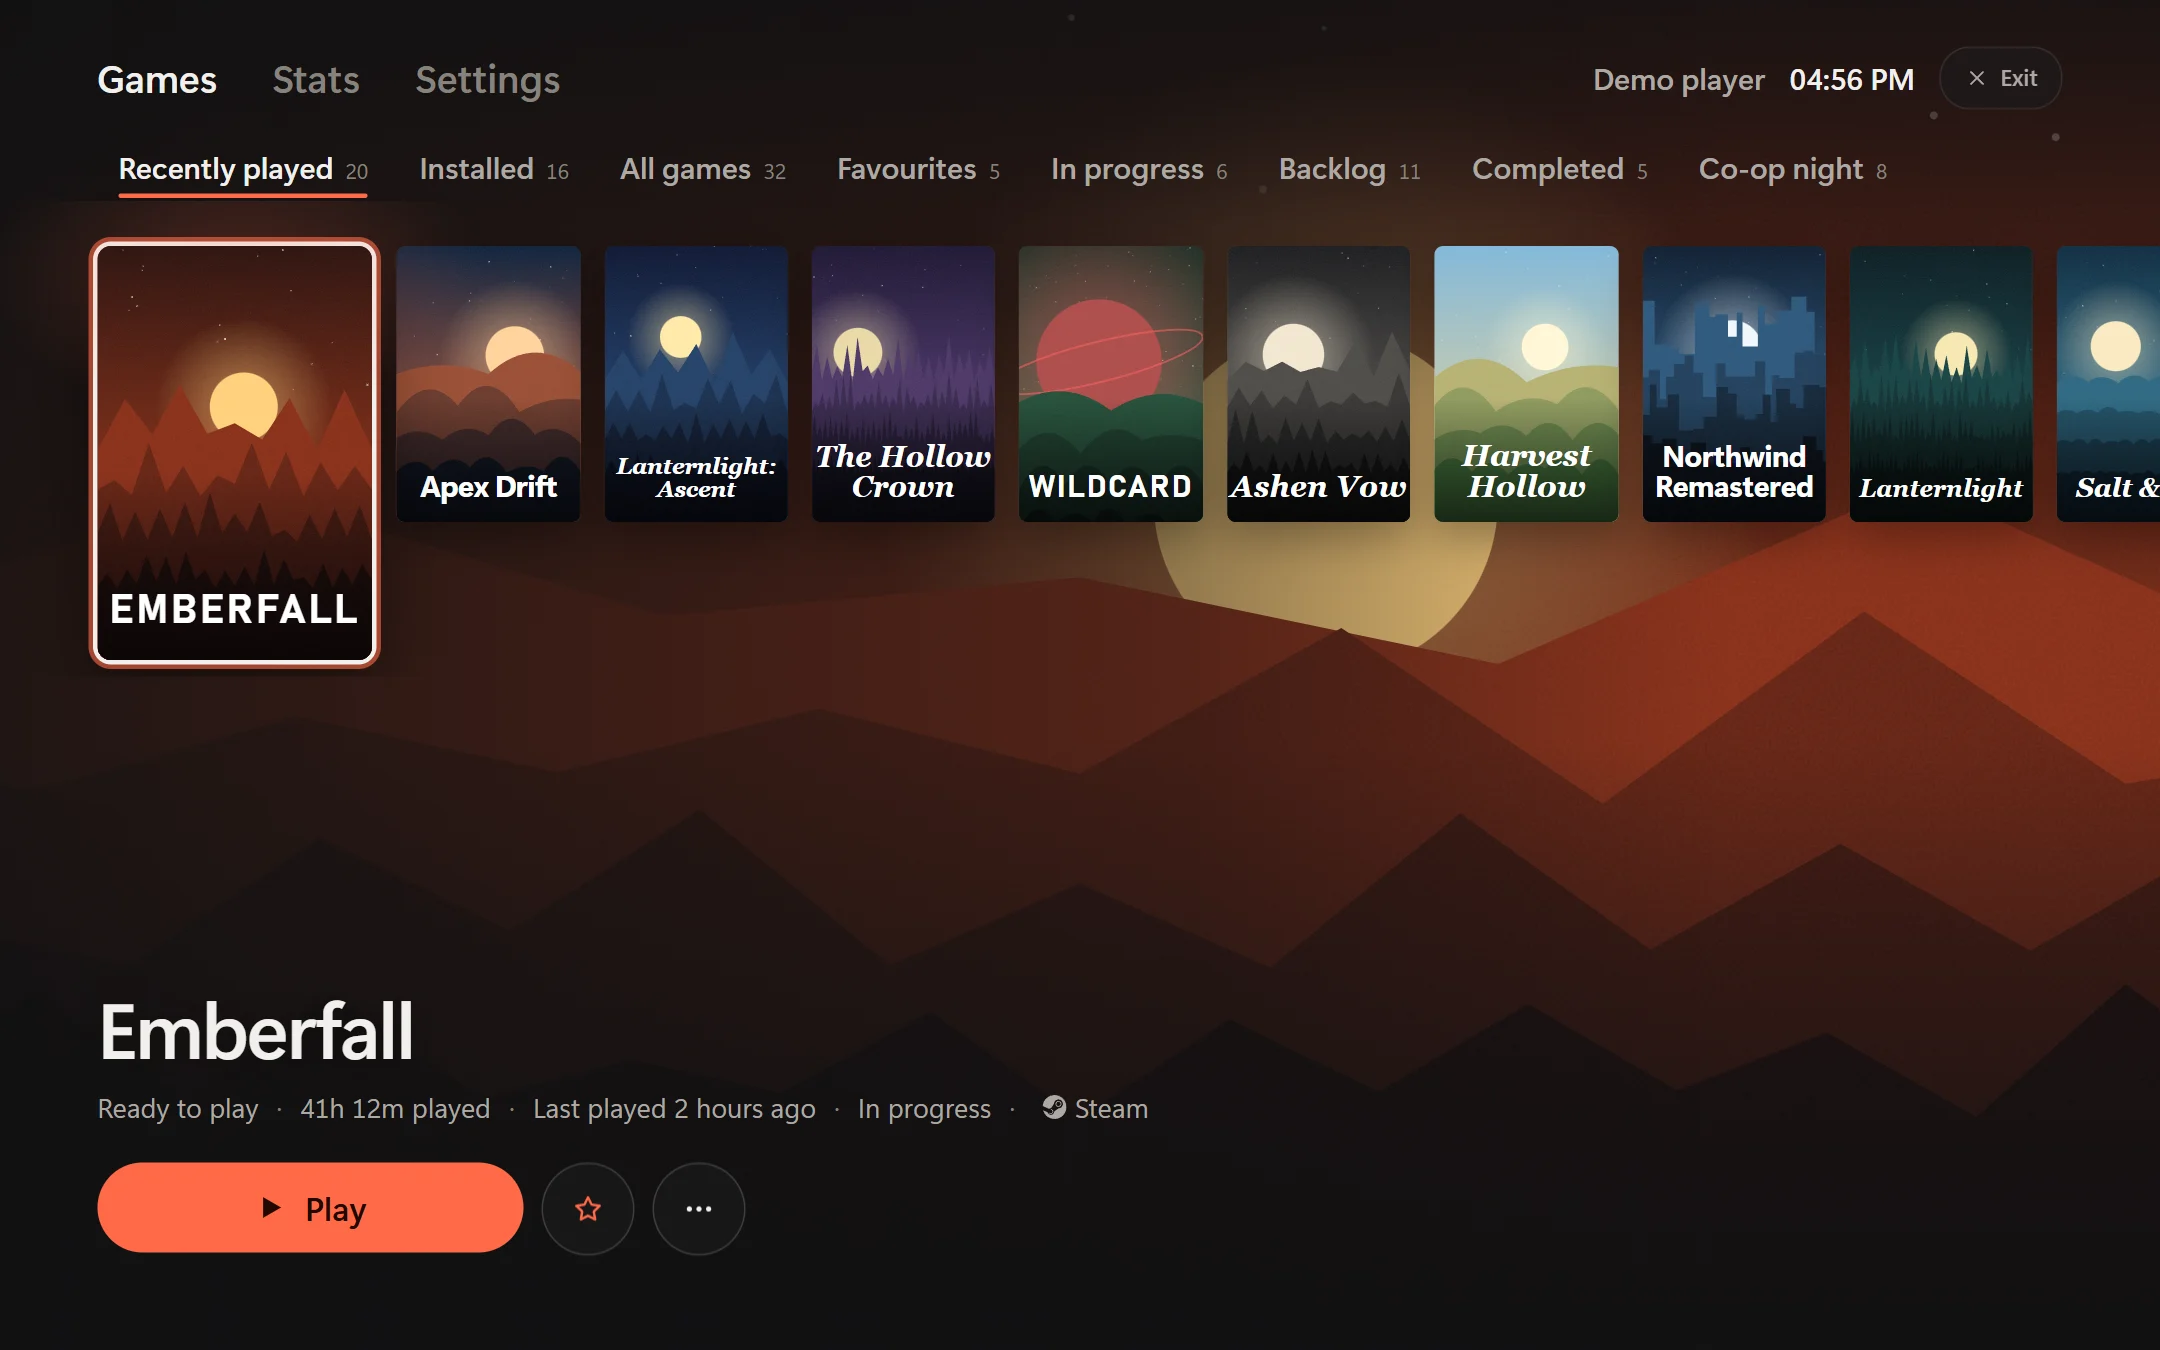 Games Stats Settings Demo player 04:56 PM Exit
Recently played 20 Installed 16 All games 32 Favourites 5 In progress 6 Backlog 11 Completed 5 Co-op night 8
EMBERFALL
Apex Drift
Lanternlight:
Ascent
The Hollow
Crown
WILDCARD
Ashen Vow
Harvest
Hollow
Northwind
Remastered
Lanternlight
Salt &
Emberfall
Ready to play · 41h 12m played · Last played 2 hours ago · In progress · Steam
Play